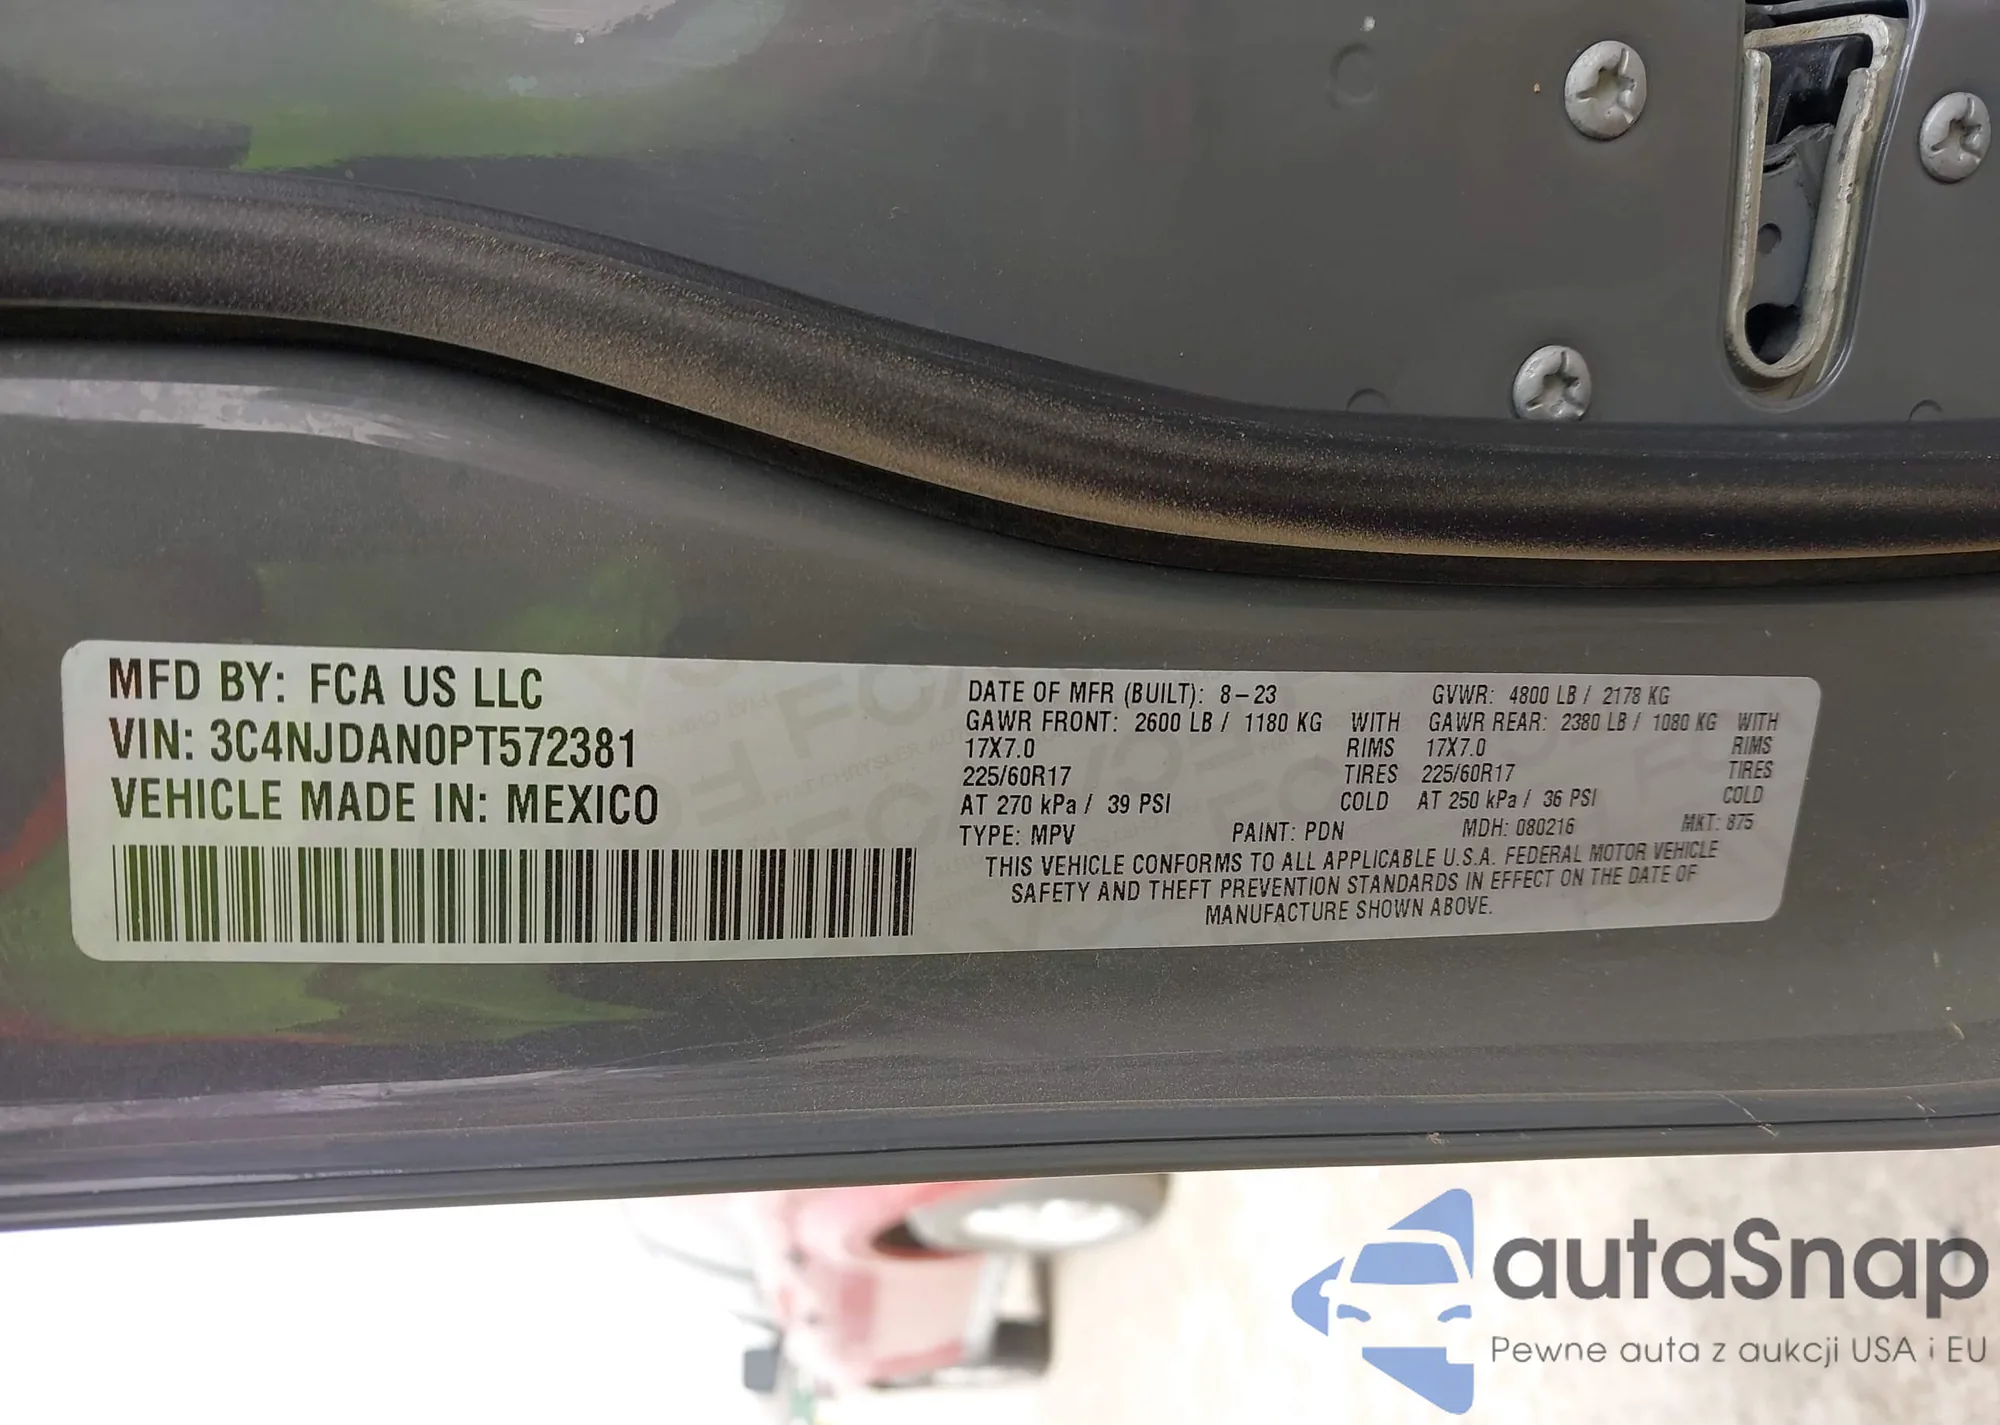 MFD BY: FCA US LLC
VIN: 3C4NJDAN0PT572381
VEHICLE MADE IN: MEXICO
DATE OF MFR (BUILT): 8-23 GVWR: 4800 LB / 2178 KG
GAWR FRONT: 2600 LB / 1180 KG WITH GAWR REAR: 2380 LB / 1080 KG WITH
17X7.0 RIMS 17X7.0 RIMS
225/60R17 TIRES 225/60R17 TIRES
AT 270 kPa / 39 PSI COLD AT 250 kPa / 36 PSI COLD
TYPE: MPV PAINT: PDN MDH: 080216 MKT: 875
THIS VEHICLE CONFORMS TO ALL APPLICABLE U.S.A. FEDERAL MOTOR VEHICLE
SAFETY AND THEFT PREVENTION STANDARDS IN EFFECT ON THE DATE OF
MANUFACTURE SHOWN ABOVE.
autaSnap
Pewne auta z aukcji USA i EU